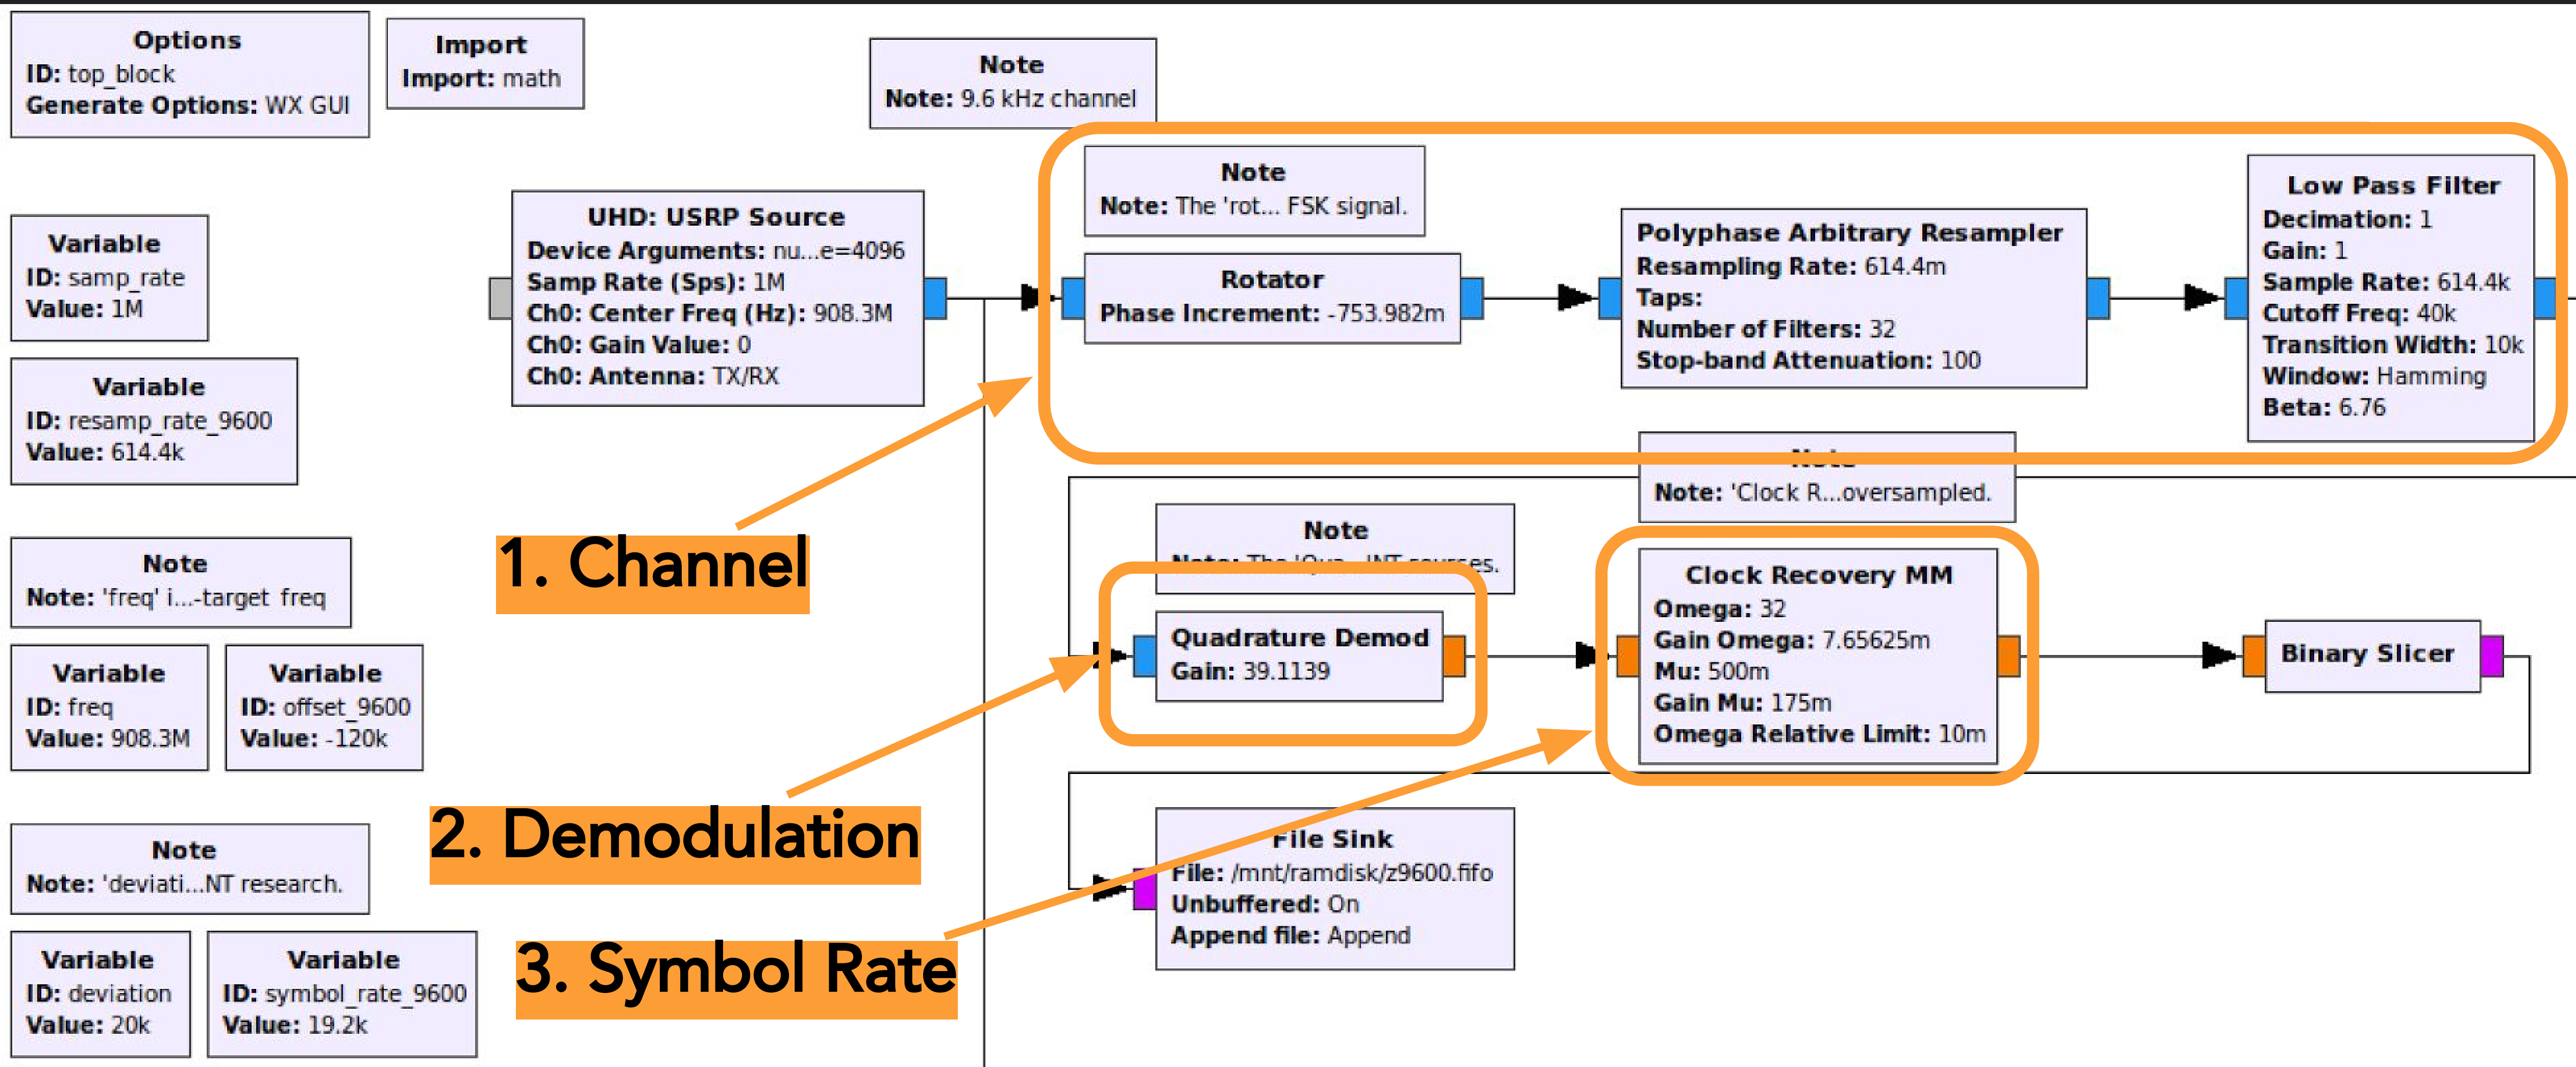 Options
ID: top_block
Generate Options: WX GUI
Import
Import: math
Note
Note: 9.6 kHz channel
Variable
ID: samp_rate
Value: 1M
UHD: USRP Source
Device Arguments: nu...e=4096
Samp Rate (Sps): 1M
Ch0: Center Freq (Hz): 908.3M
Ch0: Gain Value: 0
Ch0: Antenna: TX/RX
Note
Note: The 'rot... FSK signal.
Rotator
Phase Increment: -753.982m
Polyphase Arbitrary Resampler
Resampling Rate: 614.4m
Taps:
Number of Filters: 32
Stop-band Attenuation: 100
Low Pass Filter
Decimation: 1
Gain: 1
Sample Rate: 614.4k
Cutoff Freq: 40k
Transition Width: 10k
Window: Hamming
Beta: 6.76
Variable
ID: resamp_rate_9600
Value: 614.4k
1. Channel
Note
Note: 'Clock R...oversampled.
Note
Note: 'freq' i...-target freq
Note
Note: The 'Qua...INT sources.
Quadrature Demod
Gain: 39.1139
Clock Recovery MM
Omega: 32
Gain Omega: 7.65625m
Mu: 500m
Gain Mu: 175m
Omega Relative Limit: 10m
Binary Slicer
Variable
ID: freq
Value: 908.3M
Variable
ID: offset_9600
Value: -120k
2. Demodulation
Note
Note: 'deviati...NT research.
File Sink
File: /mnt/ramdisk/z9600.fifo
Unbuffered: On
Append file: Append
3. Symbol Rate
Variable
ID: deviation
Value: 20k
Variable
ID: symbol_rate_9600
Value: 19.2k